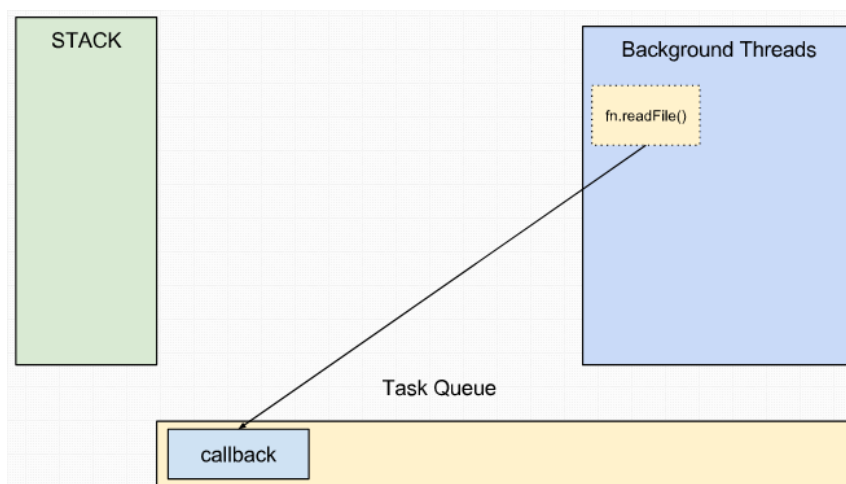 STACK
Background Threads
fn.readFile()
Task Queue
callback